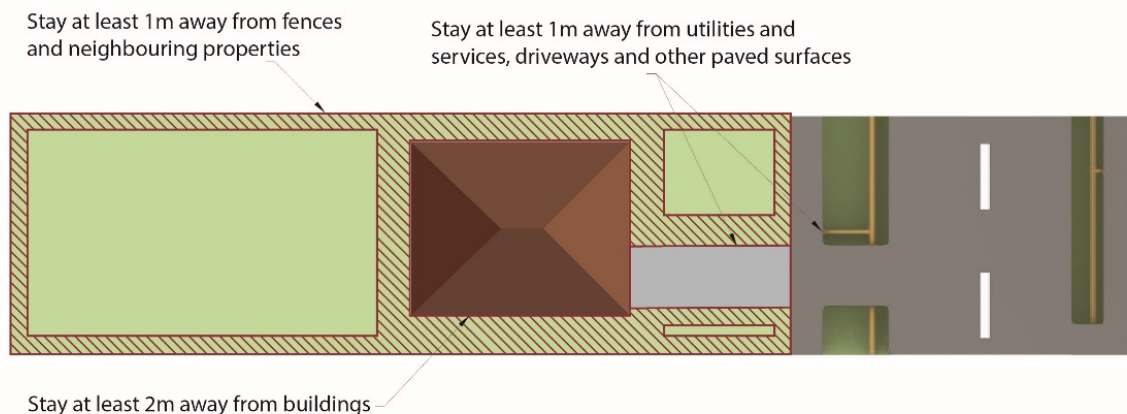 Stay at least 1m away from fences
and neighbouring properties
Stay at least 1m away from utilities and
services, driveways and other paved surfaces
Stay at least 2m away from buildings